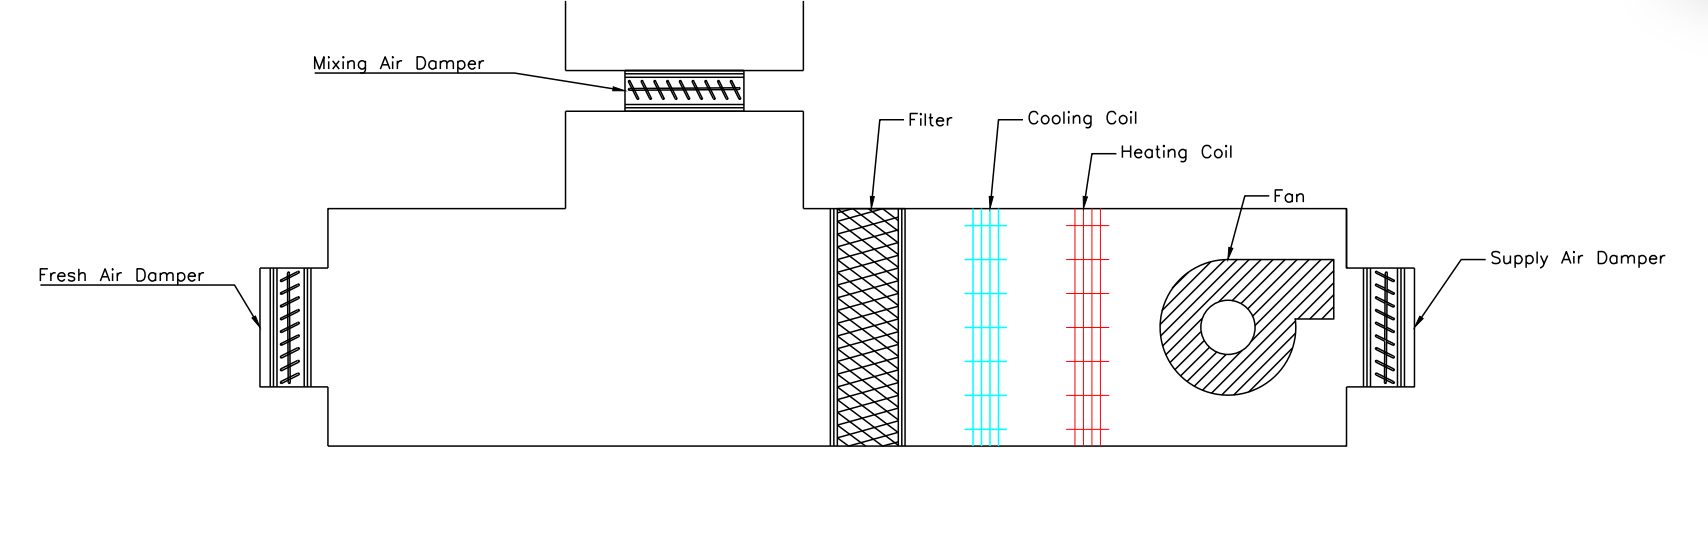 Mixing Air Damper
Filter
Cooling Coil
Heating Coil
Fan
Fresh Air Damper
Supply Air Damper